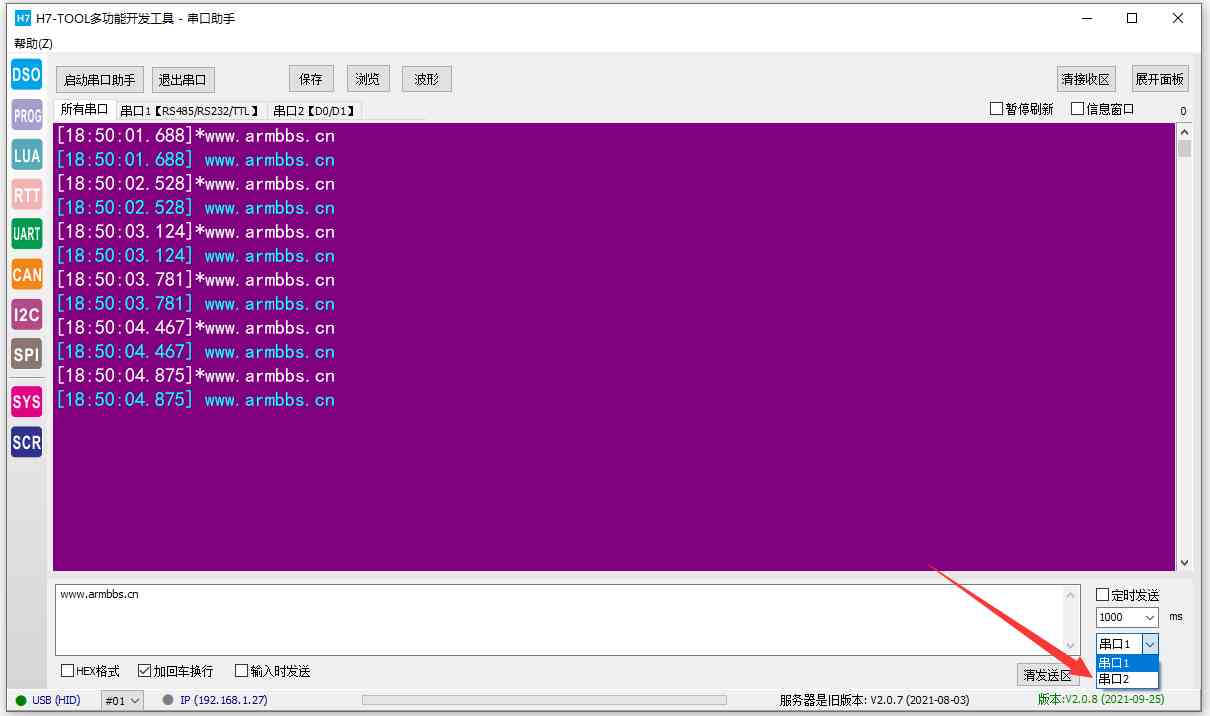 H7 H7-TOOL多功能开发工具 - 串口助手
帮助(Z)
DSO
PROG
LUA
RTT
UART
CAN
I2C
SPI
SYS
SCR
启动串口助手 退出串口 保存 浏览 波形 清接收区 展开面板
所有串口 串口1【RS485/RS232/TTL】 串口2【D0/D1】 暂停刷新 信息窗口 0
[18:50:01.688]*www.armbbs.cn
[18:50:01.688] www.armbbs.cn
[18:50:02.528]*www.armbbs.cn
[18:50:02.528] www.armbbs.cn
[18:50:03.124]*www.armbbs.cn
[18:50:03.124] www.armbbs.cn
[18:50:03.781]*www.armbbs.cn
[18:50:03.781] www.armbbs.cn
[18:50:04.467]*www.armbbs.cn
[18:50:04.467] www.armbbs.cn
[18:50:04.875]*www.armbbs.cn
[18:50:04.875] www.armbbs.cn
www.armbbs.cn
定时发送
1000 ms
串口1
串口1
串口2
HEX格式 加回车换行 输入时发送 清发送区
USB (HID) #01 IP (192.168.1.27) 服务器是旧版本: V2.0.7 (2021-08-03) 版本:V2.0.8 (2021-09-25)